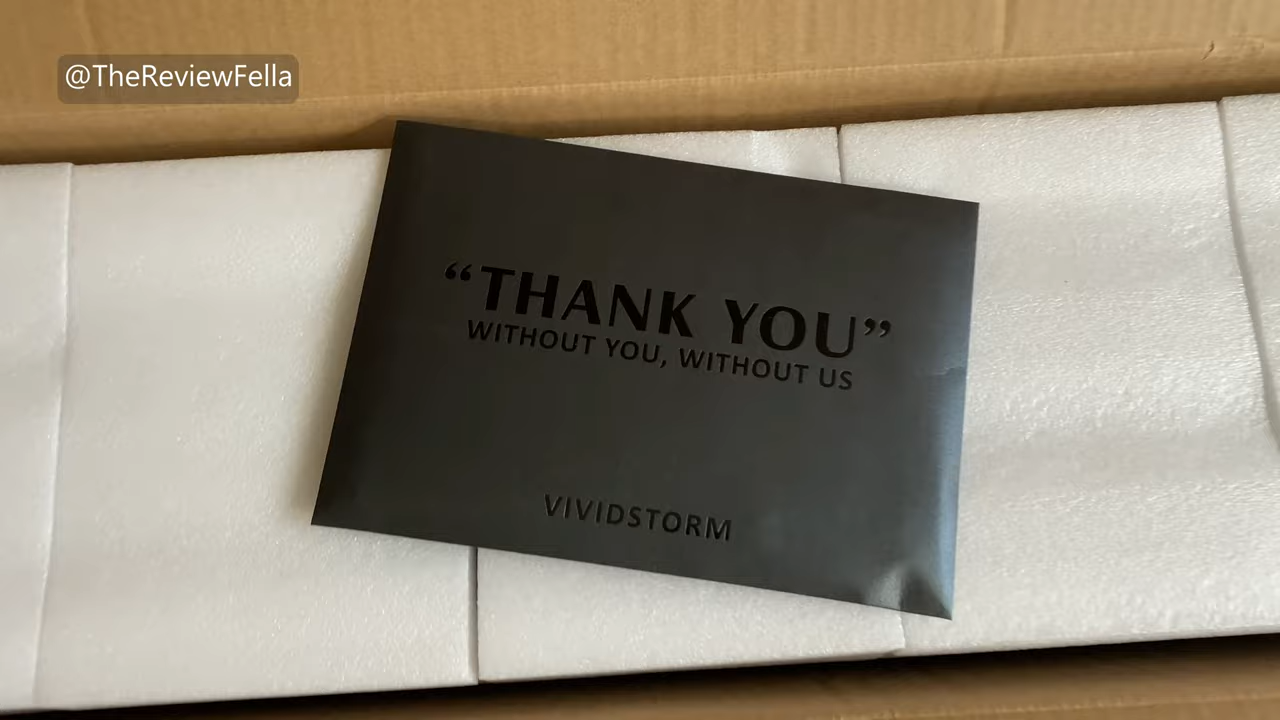 @TheReviewFella
“THANK YOU”
WITHOUT YOU, WITHOUT US
VIVIDSTORM